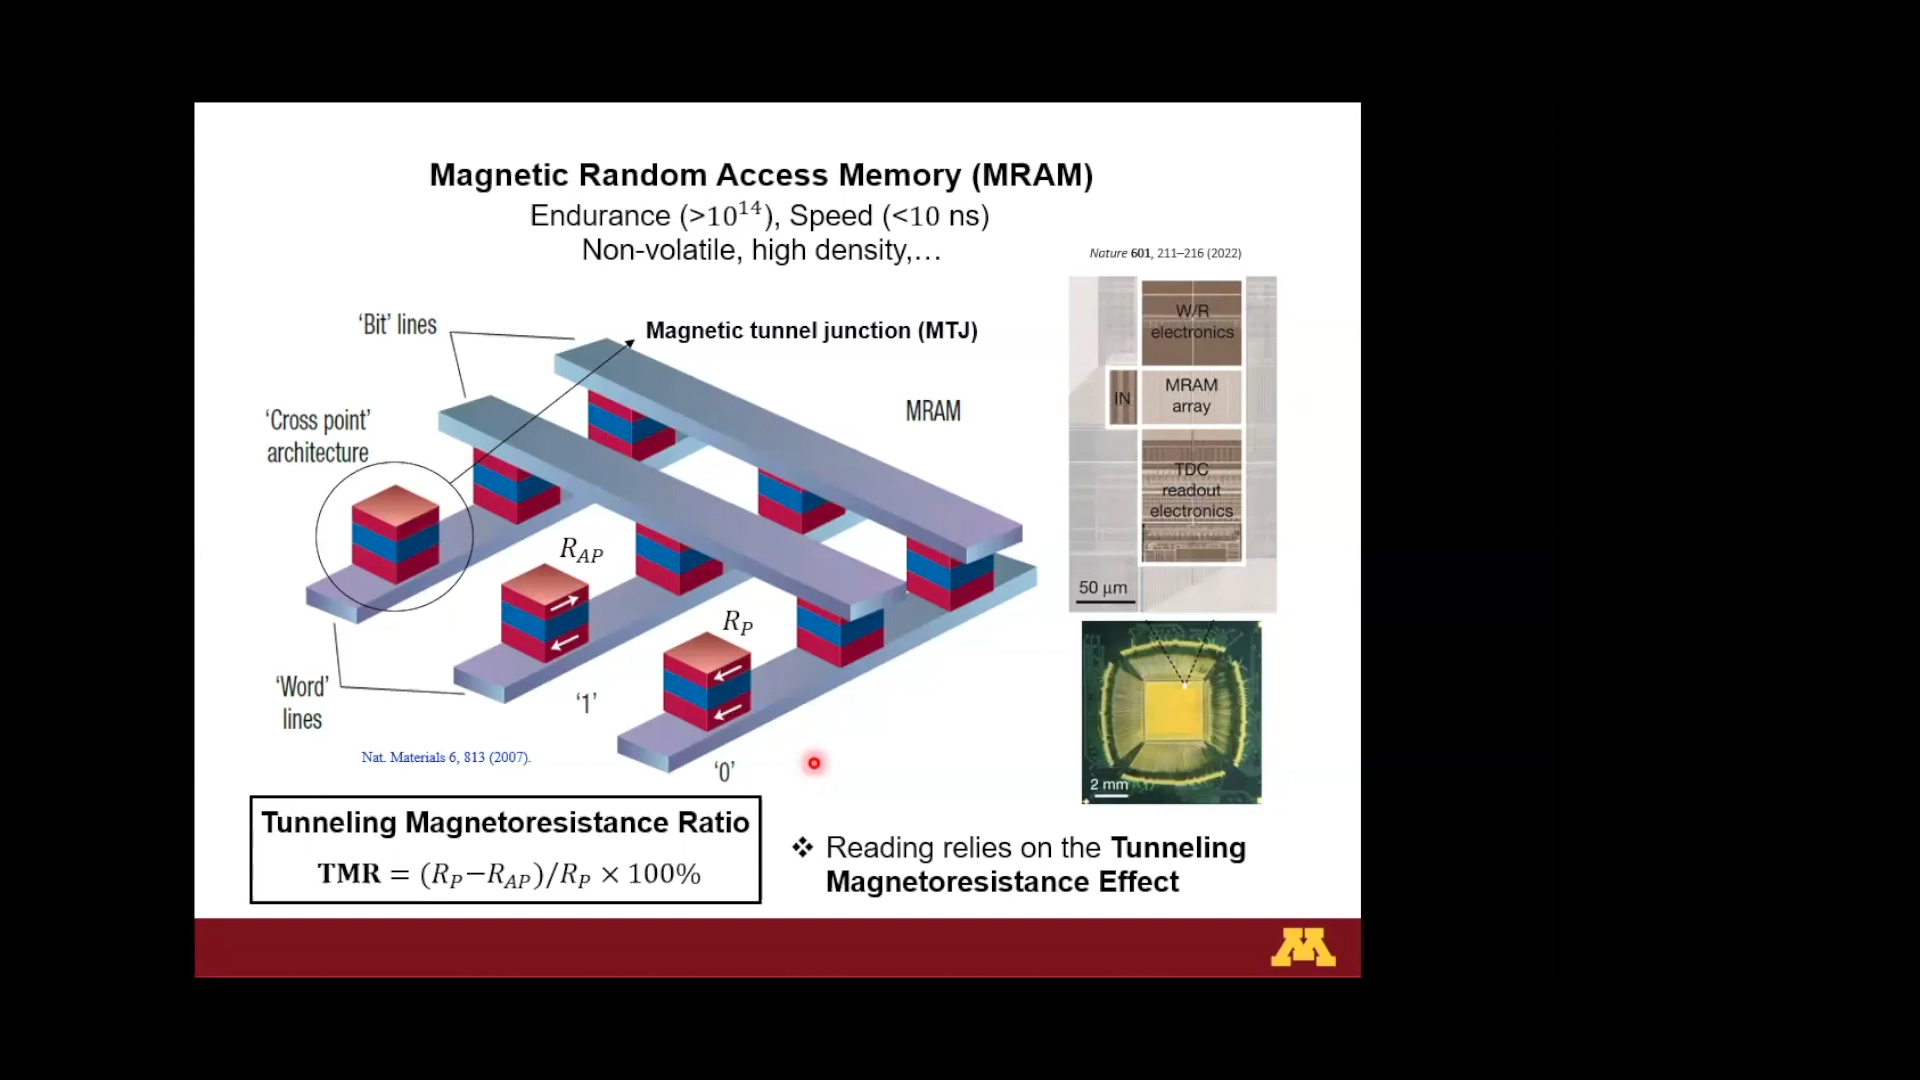 Magnetic Random Access Memory (MRAM)
Endurance (>10¹⁴), Speed (<10 ns)
Non-volatile, high density,…
Nature 601, 211–216 (2022)
‘Bit’ lines
Magnetic tunnel junction (MTJ)
‘Cross point’
architecture
MRAM
R_AP
R_P
‘Word’
lines
‘1’
‘0’
Nat. Materials 6, 813 (2007).
W/R
electronics
IN
MRAM
array
TDC
readout
electronics
50 μm
2 mm
Tunneling Magnetoresistance Ratio
TMR = (R_P−R_AP)/R_P × 100%
❖ Reading relies on the Tunneling
Magnetoresistance Effect
M